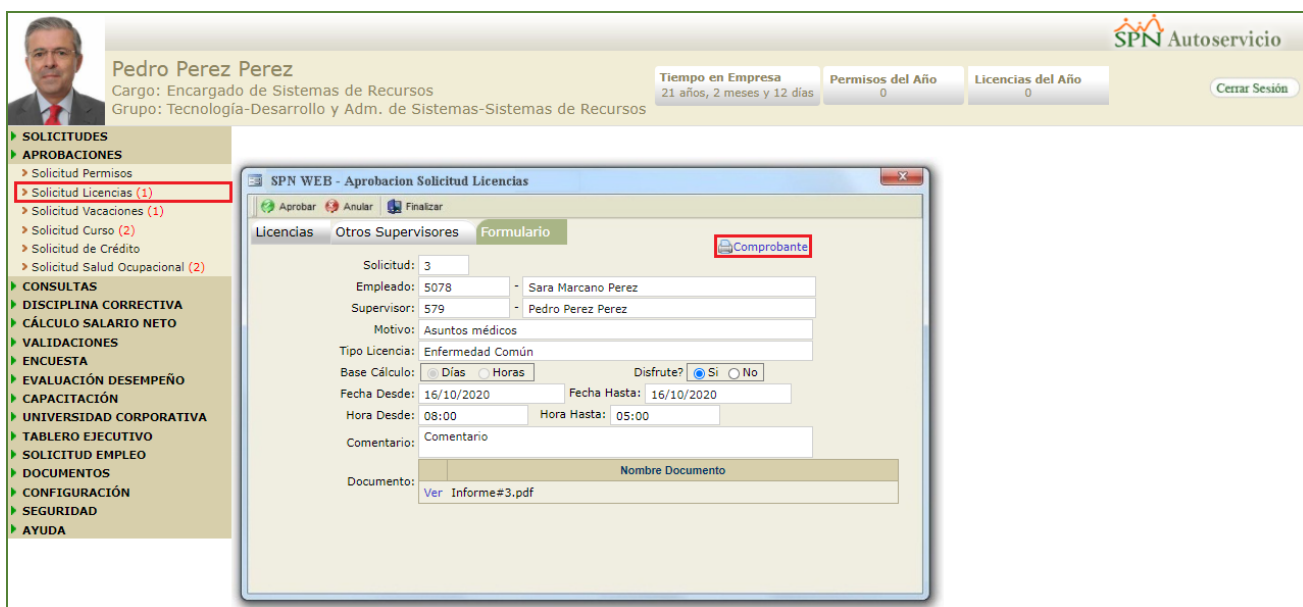 SPN Autoservicio
Pedro Perez Perez
Cargo: Encargado de Sistemas de Recursos
Grupo: Tecnología-Desarrollo y Adm. de Sistemas-Sistemas de Recursos
Tiempo en Empresa
21 años, 2 meses y 12 días
Permisos del Año
0
Licencias del Año
0
Cerrar Sesión
SOLICITUDES
APROBACIONES
Solicitud Permisos
Solicitud Licencias (1)
Solicitud Vacaciones (1)
Solicitud Curso (2)
Solicitud de Crédito
Solicitud Salud Ocupacional (2)
CONSULTAS
DISCIPLINA CORRECTIVA
CÁLCULO SALARIO NETO
VALIDACIONES
ENCUESTA
EVALUACIÓN DESEMPEÑO
CAPACITACIÓN
UNIVERSIDAD CORPORATIVA
TABLERO EJECUTIVO
SOLICITUD EMPLEO
DOCUMENTOS
CONFIGURACIÓN
SEGURIDAD
AYUDA
SPN WEB - Aprobacion Solicitud Licencias
x
Aprobar Anular Finalizar
Licencias Otros Supervisores Formulario
Comprobante
Solicitud: 3
Empleado: 5078 - Sara Marcano Perez
Supervisor: 579 - Pedro Perez Perez
Motivo: Asuntos médicos
Tipo Licencia: Enfermedad Común
Base Cálculo: Días Horas Disfrute? Si No
Fecha Desde: 16/10/2020 Fecha Hasta: 16/10/2020
Hora Desde: 08:00 Hora Hasta: 05:00
Comentario: Comentario
Documento:
Nombre Documento
Ver Informe#3.pdf